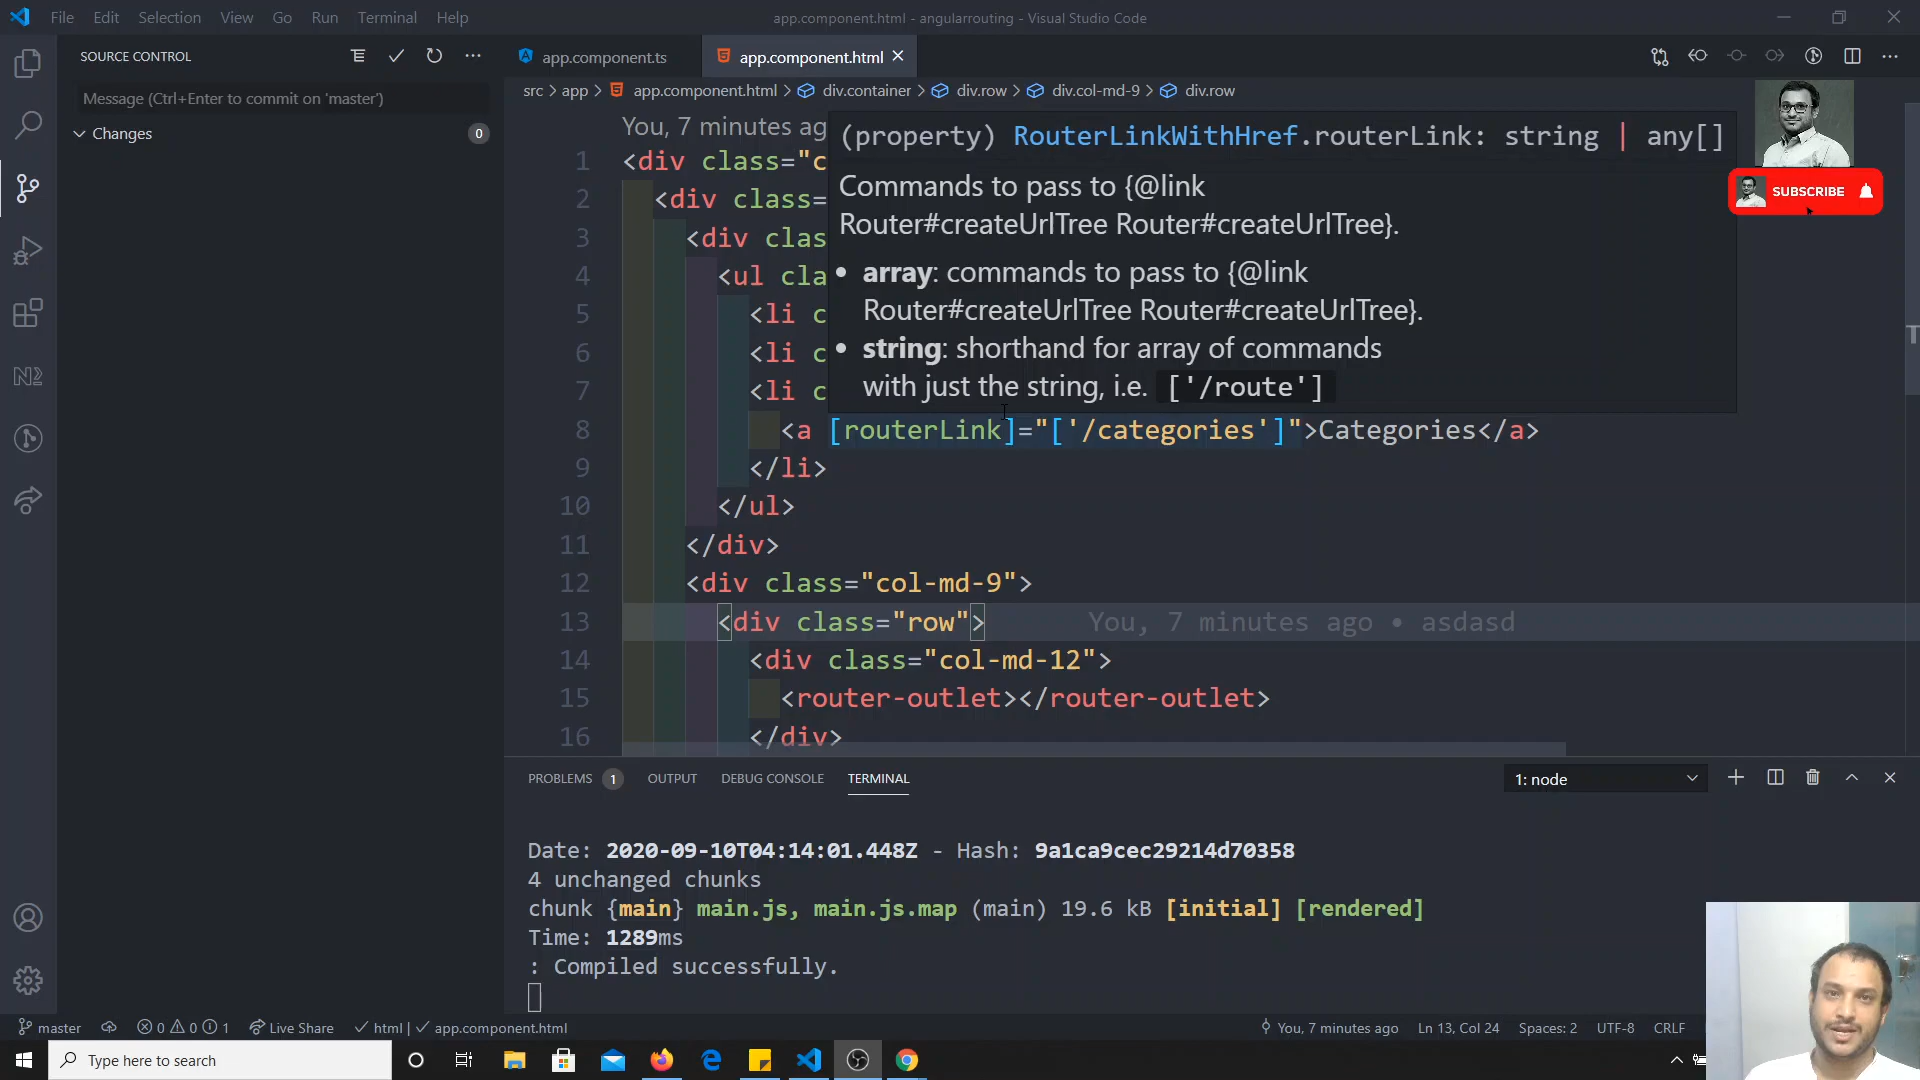 File Edit Selection View Go Run Terminal Help
app.component.html - angularrouting - Visual Studio Code
SOURCE CONTROL
Message (Ctrl+Enter to commit on 'master')
Changes 0
app.component.ts
app.component.html
src > app > app.component.html > div.container > div.row > div.col-md-9 > div.row
You, 7 minutes ag
1 <div class="c
2 <div class=
3 <div clas
4 <ul cla
5 <li c
6 <li c
7 <li c
8 <a [routerLink]="['/categories']">Categories</a>
9 </li>
10 </ul>
11 </div>
12 <div class="col-md-9">
13 <div class="row"> You, 7 minutes ago • asdasd
14 <div class="col-md-12">
15 <router-outlet></router-outlet>
16 </div>
(property) RouterLinkWithHref.routerLink: string | any[]
Commands to pass to {@link
Router#createUrlTree Router#createUrlTree}.
• array: commands to pass to {@link
Router#createUrlTree Router#createUrlTree}.
• string: shorthand for array of commands
with just the string, i.e. ['/route']
SUBSCRIBE
PROBLEMS 1 OUTPUT DEBUG CONSOLE TERMINAL
1: node
Date: 2020-09-10T04:14:01.448Z - Hash: 9a1ca9cec29214d70358
4 unchanged chunks
chunk {main} main.js, main.js.map (main) 19.6 kB [initial] [rendered]
Time: 1289ms
: Compiled successfully.
master 0 0 1 Live Share html | app.component.html
You, 7 minutes ago Ln 13, Col 24 Spaces: 2 UTF-8 CRLF
Type here to search